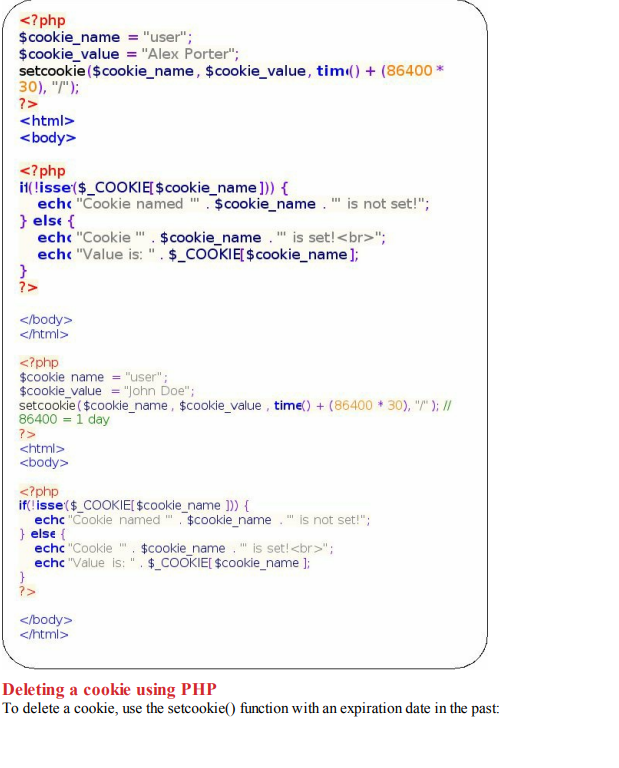 <?php
$cookie_name = "user";
$cookie_value = "Alex Porter";
setcookie($cookie_name, $cookie_value, time() + (86400 *
30), "/");
?>
<html>
<body>
<?php
if(!isset($_COOKIE[$cookie_name])) {
echo "Cookie named '" . $cookie_name . "' is not set!";
} else {
echo "Cookie '" . $cookie_name . "' is set!<br>";
echo "Value is: " . $_COOKIE[$cookie_name];
}
?>
</body>
</html>
<?php
$cookie_name = "user";
$cookie_value = "John Doe";
setcookie($cookie_name, $cookie_value, time() + (86400 * 30), "/"); //
86400 = 1 day
?>
<html>
<body>
<?php
if(!isset($_COOKIE[$cookie_name])) {
echo "Cookie named '" . $cookie_name . "' is not set!";
} else {
echo "Cookie '" . $cookie_name . "' is set!<br>";
echo "Value is: " . $_COOKIE[$cookie_name];
}
?>
</body>
</html>
Deleting a cookie using PHP
To delete a cookie, use the setcookie() function with an expiration date in the past: